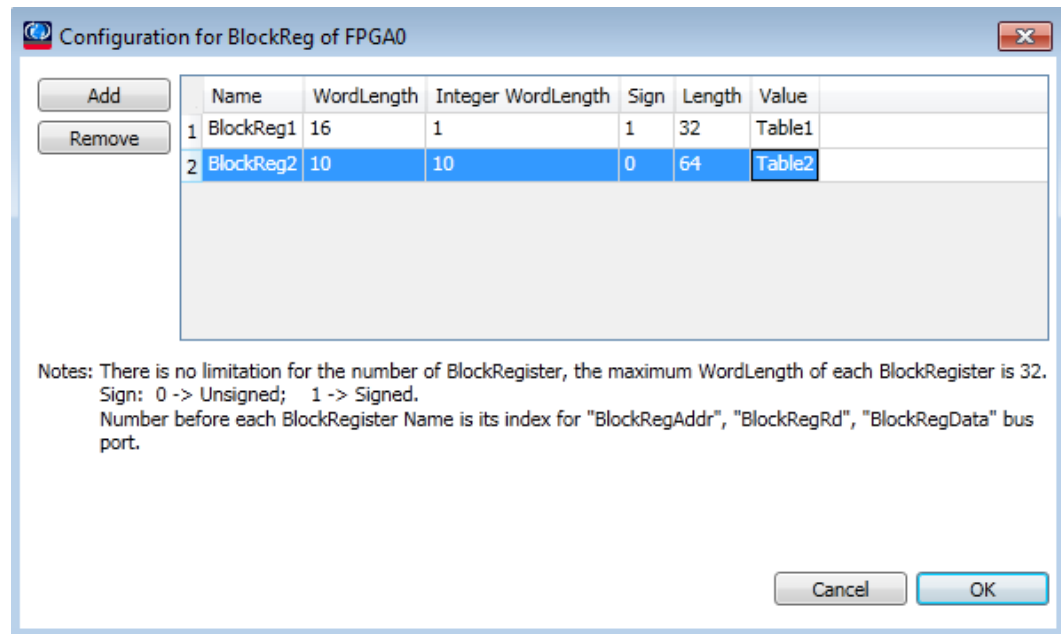 Configuration for BlockReg of FPGA0
Add
Remove
Name WordLength Integer WordLength Sign Length Value
1 BlockReg1 16 1 1 32 Table1
2 BlockReg2 10 10 0 64 Table2
Notes: There is no limitation for the number of BlockRegister, the maximum WordLength of each BlockRegister is 32.
Sign: 0 -> Unsigned; 1 -> Signed.
Number before each BlockRegister Name is its index for "BlockRegAddr", "BlockRegRd", "BlockRegData" bus
port.
Cancel OK